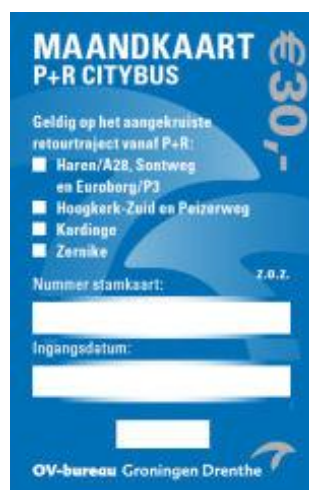 MAANDKAART
P+R CITYBUS
€30,-
Geldig op het aangekruiste
retourtraject vanaf P+R:
Haren/A28, Sontweg
en Euroborg/P3
Hoogkerk-Zuid en Peizerweg
Kardinge
Zernike
z.o.z.
Nummer stamkaart:
Ingangsdatum:
OV-bureau Groningen Drenthe